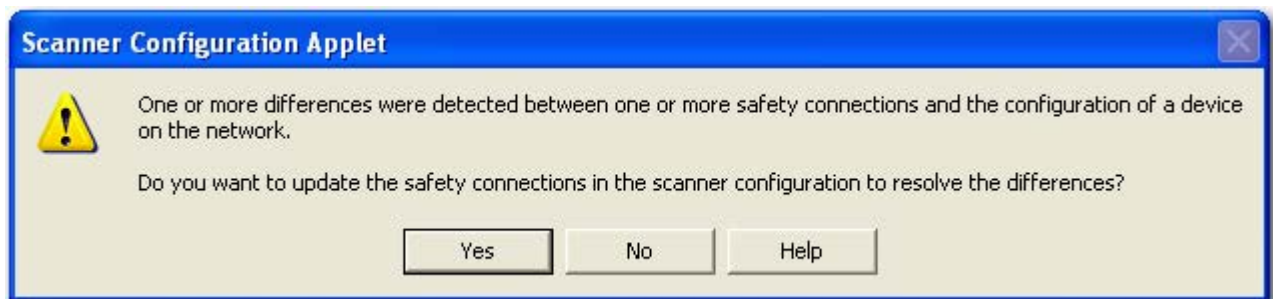 Scanner Configuration Applet
One or more differences were detected between one or more safety connections and the configuration of a device
on the network.
Do you want to update the safety connections in the scanner configuration to resolve the differences?
Yes No Help